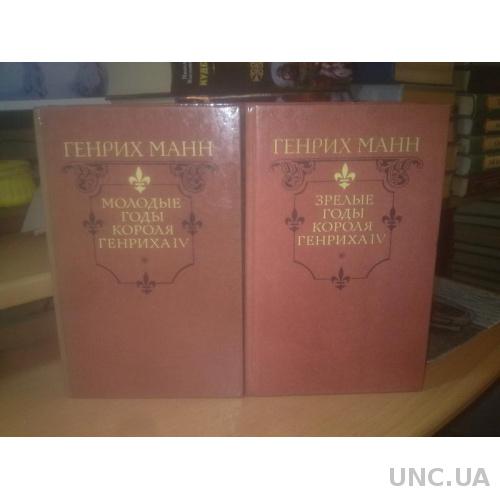 ГЕНРИХ МАНН
МОЛОДЫЕ
ГОДЫ
КОРОЛЯ
ГЕНРИХА IV
ГЕНРИХ МАНН
ЗРЕЛЫЕ
ГОДЫ
КОРОЛЯ
ГЕНРИХА IV
UNC.UA